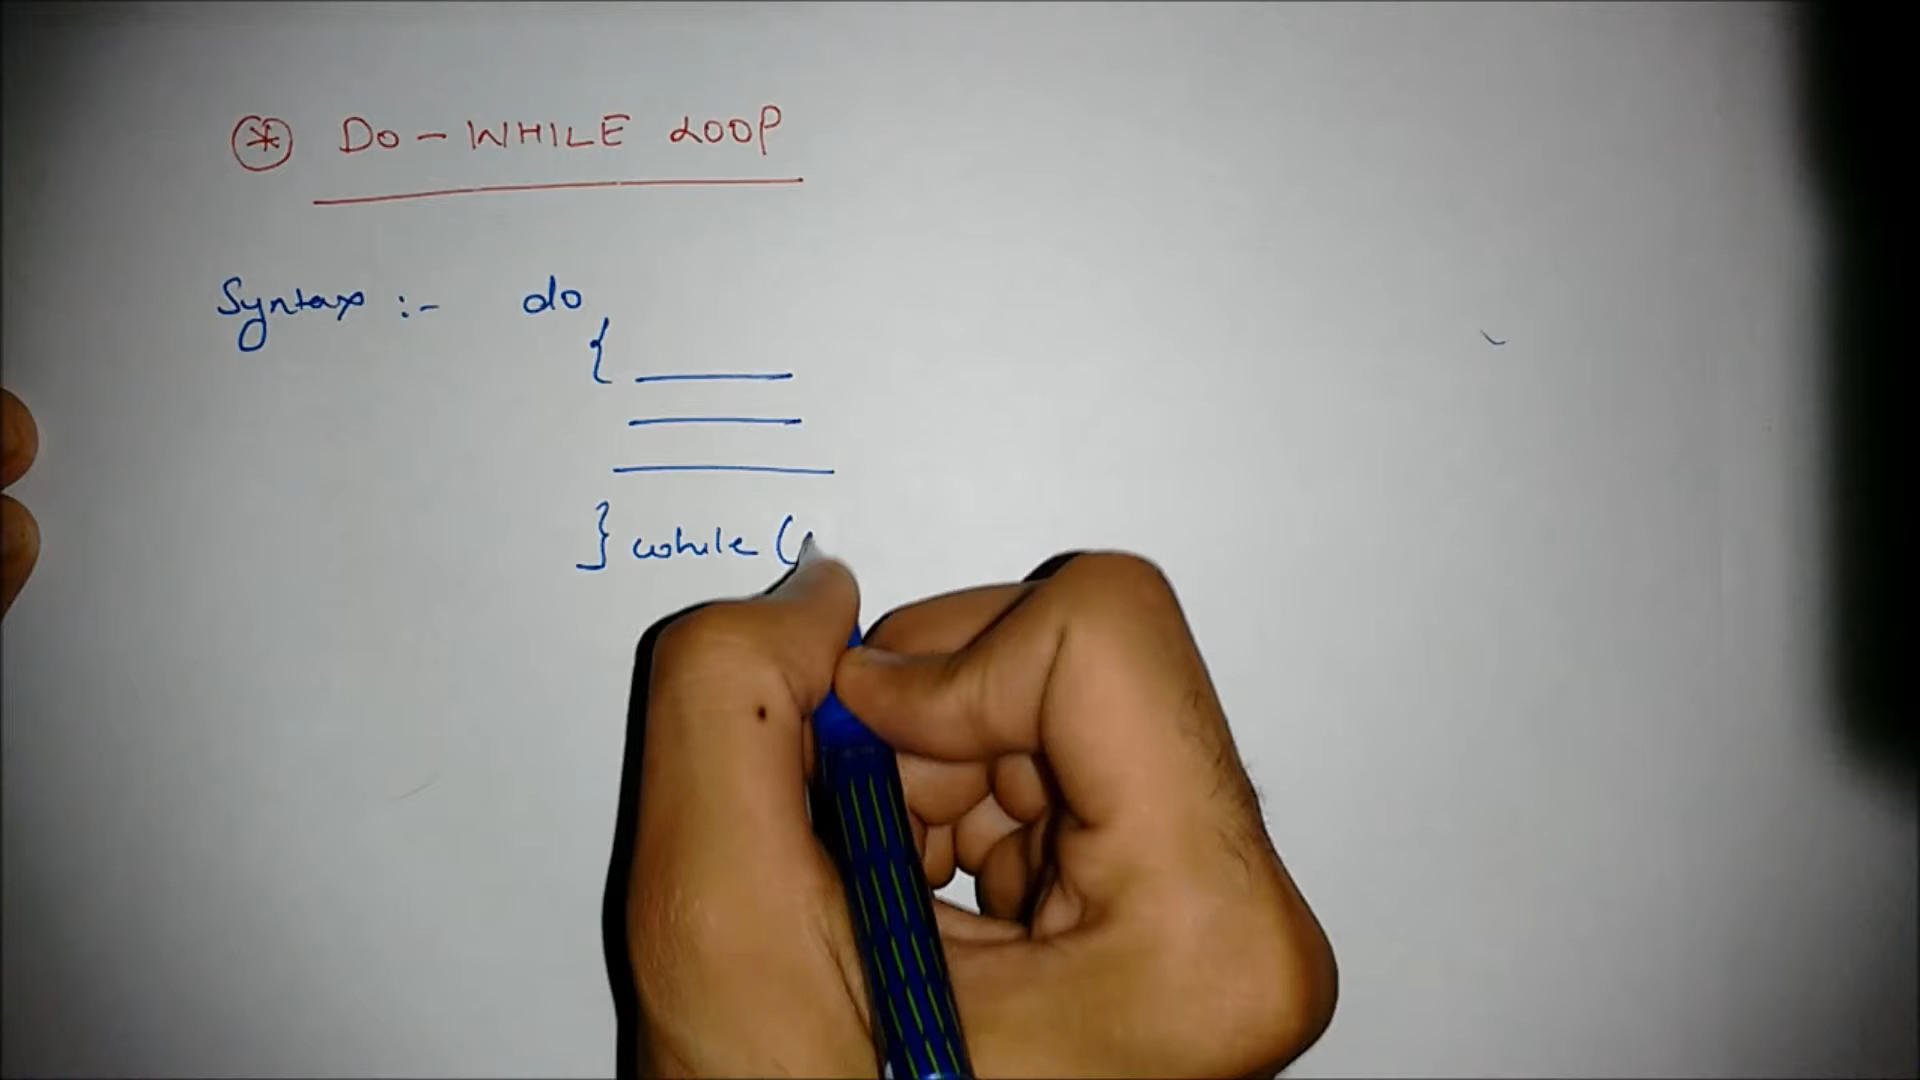 * DO-WHILE LOOP
Syntax :- do
{
} while (